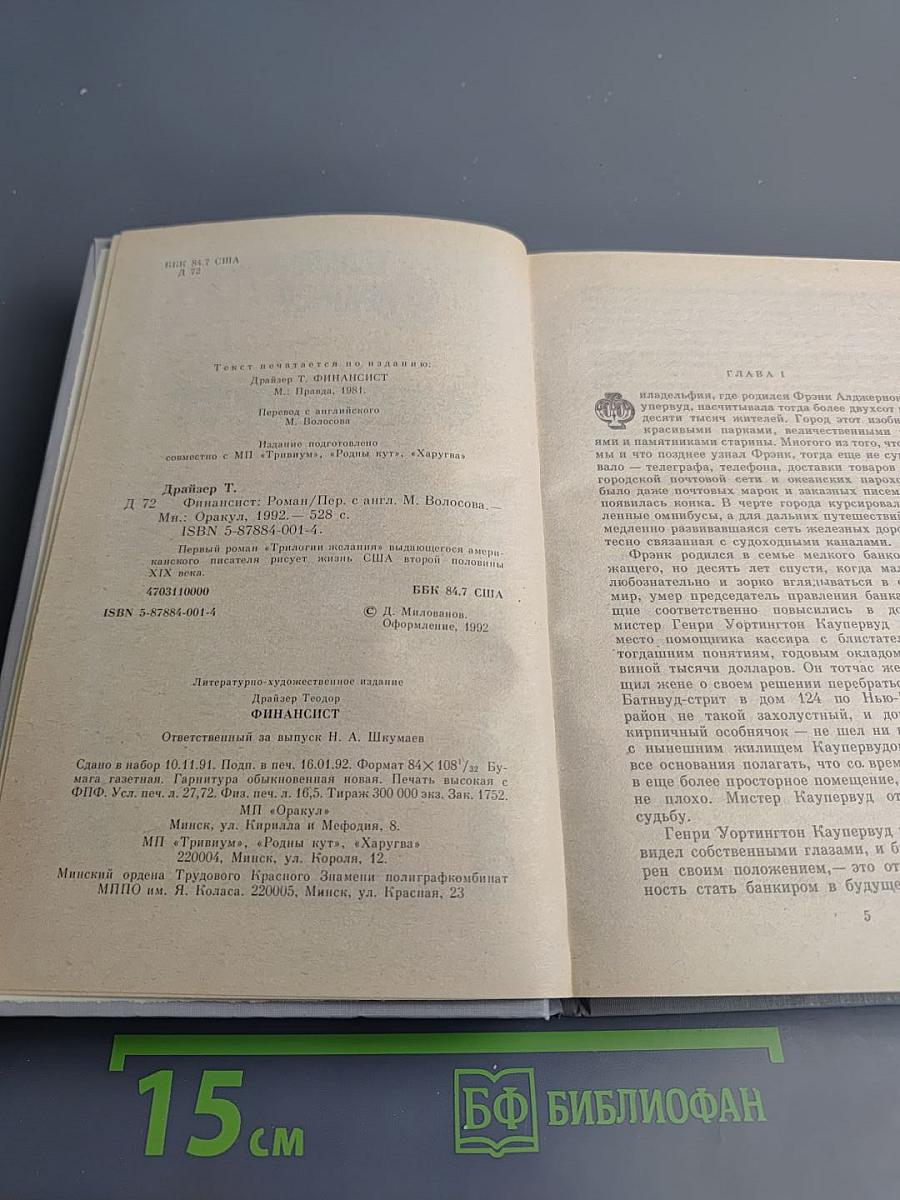 ББК 84.7 США
Д 72
Текст печатается по изданию:
Драйзер Т. ФИНАНСИСТ
М.: Правда, 1981.
Перевод с английского
М. Волосова
Издание подготовлено
совместно с МП «Тривиум», «Родны кут», «Харугва»
Драйзер Т.
Д 72 Финансист: Роман/Пер. с англ. М. Волосова.—
Мн.: Оракул, 1992.— 528 с.
ISBN 5-87884-001-4.
Первый роман «Трилогии желания» выдающегося амери-
канского писателя рисует жизнь США второй половины
XIX века.
4703110000 ББК 84.7 США
ISBN 5-87884-001-4 © Д. Милованов.
Оформление, 1992
Литературно-художественное издание
Драйзер Теодор
ФИНАНСИСТ
Ответственный за выпуск Н. А. Шкумаев
Сдано в набор 10.11.91. Подп. в печ. 16.01.92. Формат 84×108¹/₃₂ Бу-
мага газетная. Гарнитура обыкновенная новая. Печать высокая с
ФПФ. Усл. печ. л. 27,72. Физ. печ. л. 16,5. Тираж 300 000 экз. Зак. 1752.
МП «Оракул»
Минск, ул. Кирилла и Мефодия, 8.
МП «Тривиум», «Родны кут», «Харугва»
220004, Минск, ул. Короля, 12.
Минский ордена Трудового Красного Знамени полиграфкомбинат
МППО им. Я. Коласа. 220005, Минск, ул. Красная, 23
ГЛАВА 1
Филадельфия, где родился Фрэнк Алджернон
упервуд, насчитывала тогда более двухсот
десяти тысяч жителей. Город этот изоби
красивыми парками, величественными
ями и памятниками старины. Многого из того, что
мы и что позднее узнал Фрэнк, тогда еще не сущ
вало — телеграфа, телефона, доставки товаров
городской почтовой сети и океанских парохо
было даже почтовых марок и заказных писем
появилась конка. В черте города курсировал
ленные омнибусы, а для дальних путешествий
медленно развивавшаяся сеть железных доро
тесно связанная с судоходными каналами.
Фрэнк родился в семье мелкого банко
жащего, но десять лет спустя, когда мал
любознательно и зорко вглядываться в
мир, умер председатель правления банка
щие соответственно повысились в до
мистер Генри Уортингтон Каупервуд
место помощника кассира с блистател
тогдашним понятиям, годовым окладом
виной тысячи долларов. Он тотчас же
щил жене о своем решении перебратьс
Батнвуд-стрит в дом 124 по Нью-
район не такой захолустный, и до
кирпичный особнячок — не шел ни
с нынешним жилищем Каупервудо
все основания полагать, что со врем
в еще более просторное помещение,
не плохо. Мистер Каупервуд от
судьбу.
Генри Уортингтон Каупервуд
видел собственными глазами, и б
рен своим положением,— это от
ность стать банкиром в будуще
5
15 см
БФ БИБЛИОФАН